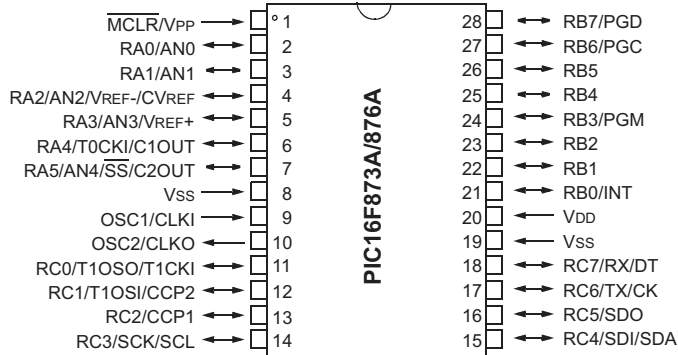 MCLR/VPP 1 28 RB7/PGD
RA0/AN0 2 27 RB6/PGC
RA1/AN1 3 26 RB5
RA2/AN2/VREF-/CVREF 4 25 RB4
RA3/AN3/VREF+ 5 24 RB3/PGM
RA4/T0CKI/C1OUT 6 23 RB2
RA5/AN4/SS/C2OUT 7 22 RB1
VSS 8 21 RB0/INT
OSC1/CLKI 9 20 VDD
OSC2/CLKO 10 19 VSS
RC0/T1OSO/T1CKI 11 18 RC7/RX/DT
RC1/T1OSI/CCP2 12 17 RC6/TX/CK
RC2/CCP1 13 16 RC5/SDO
RC3/SCK/SCL 14 15 RC4/SDI/SDA
PIC16F873A/876A